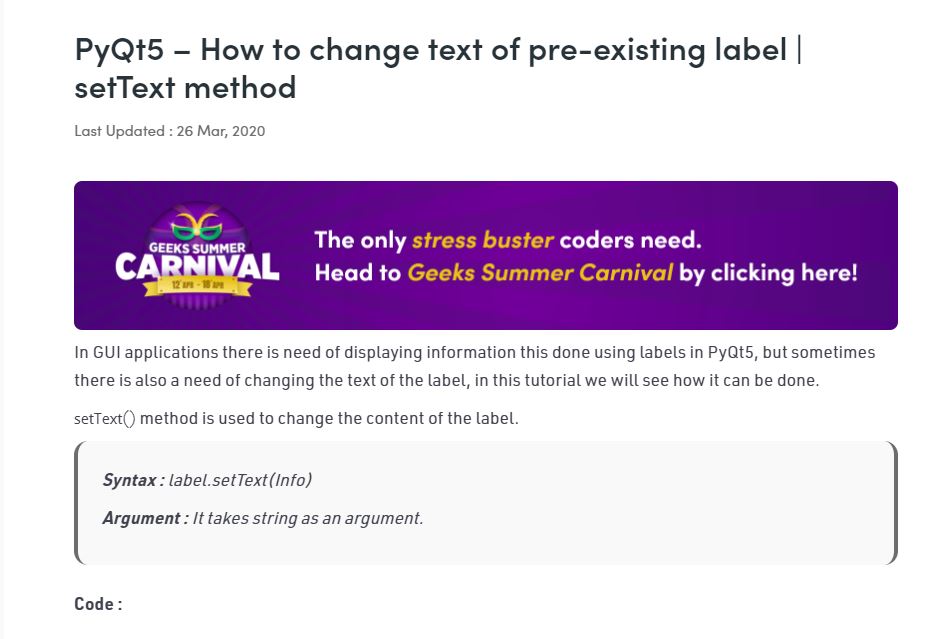 PyQt5 – How to change text of pre-existing label |
setText method
Last Updated : 26 Mar, 2020
GEEKS SUMMER
CARNIVAL
12 APR - 18 APR
The only stress buster coders need.
Head to Geeks Summer Carnival by clicking here!
In GUI applications there is need of displaying information this done using labels in PyQt5, but sometimes
there is also a need of changing the text of the label, in this tutorial we will see how it can be done.
setText() method is used to change the content of the label.
Syntax : label.setText(Info)
Argument : It takes string as an argument.
Code :